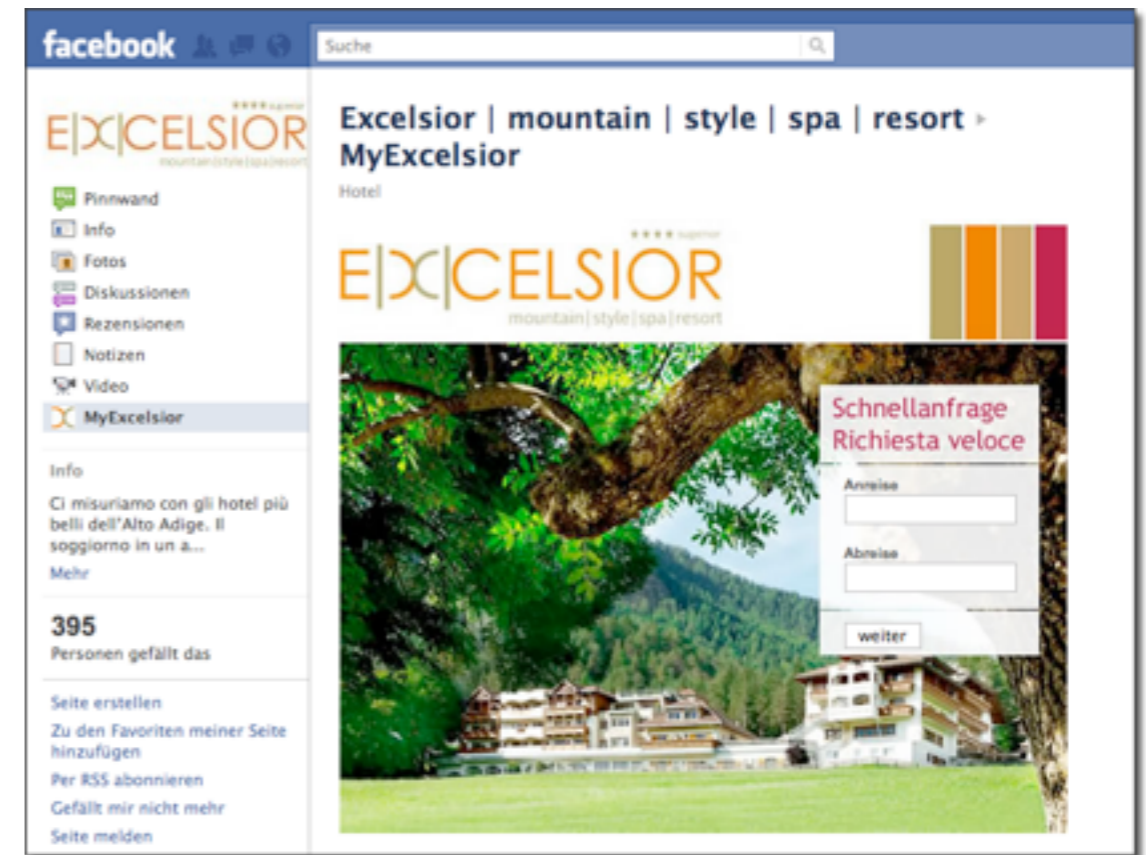 facebook
Suche
★★★★ superior
E|X|CELSIOR
mountain|style|spa|resort
Pinnwand
Info
Fotos
Diskussionen
Rezensionen
Notizen
Video
MyExcelsior
Info
Ci misuriamo con gli hotel più
belli dell'Alto Adige. Il
soggiorno in un a...
Mehr
395
Personen gefällt das
Seite erstellen
Zu den Favoriten meiner Seite
hinzufügen
Per RSS abonnieren
Gefällt mir nicht mehr
Seite melden
Excelsior | mountain | style | spa | resort ▸
MyExcelsior
Hotel
★★★★ superior
E|X|CELSIOR
mountain|style|spa|resort
Schnellanfrage
Richiesta veloce
Anreise
Abreise
weiter